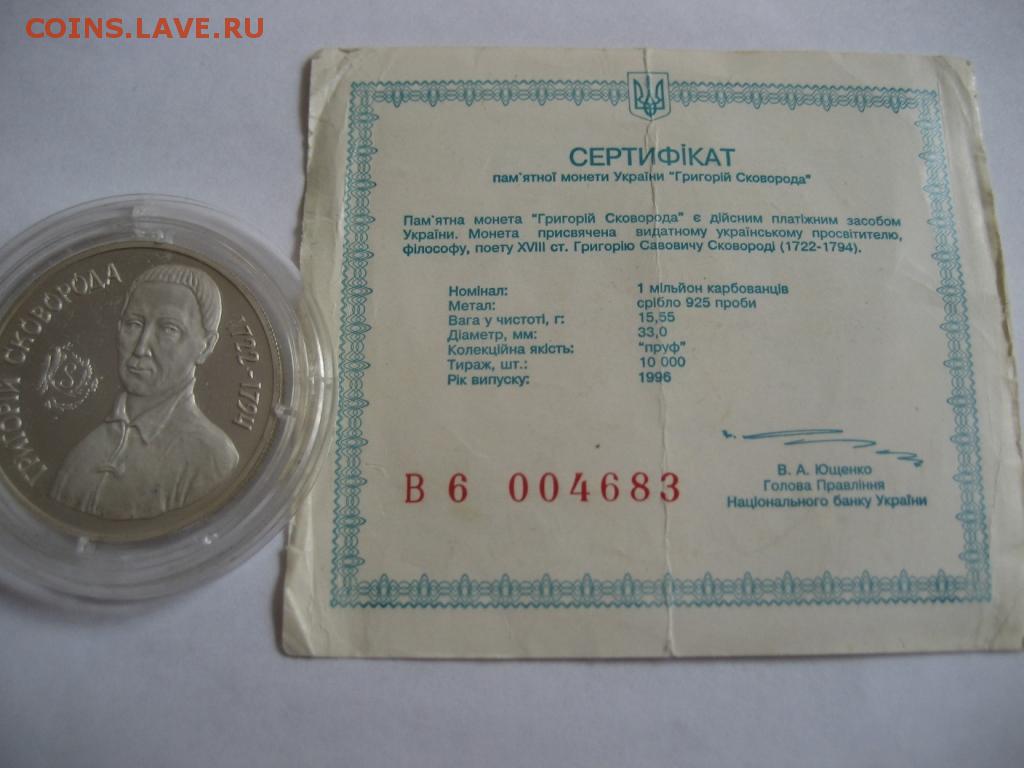 COINS.LAVE.RU
ГРИГОРІЙ СКОВОРОДА
1722-1794
СЕРТИФІКАТ
пам`ятної монети України "Григорій Сковорода"
Пам`ятна монета "Григорій Сковорода" є дійсним платіжним засобом
України. Монета присвячена видатному українському просвітителю,
філософу, поету XVIII ст. Григорію Савовичу Сковороді (1722-1794).
Номінал: 1 мільйон карбованців
Метал: срібло 925 проби
Вага у чистоті, г: 15,55
Діаметр, мм: 33,0
Колекційна якість: "пруф"
Тираж, шт.: 10 000
Рік випуску: 1996
В. А. Ющенко
Голова Правління
Національного банку України
В 6 004683